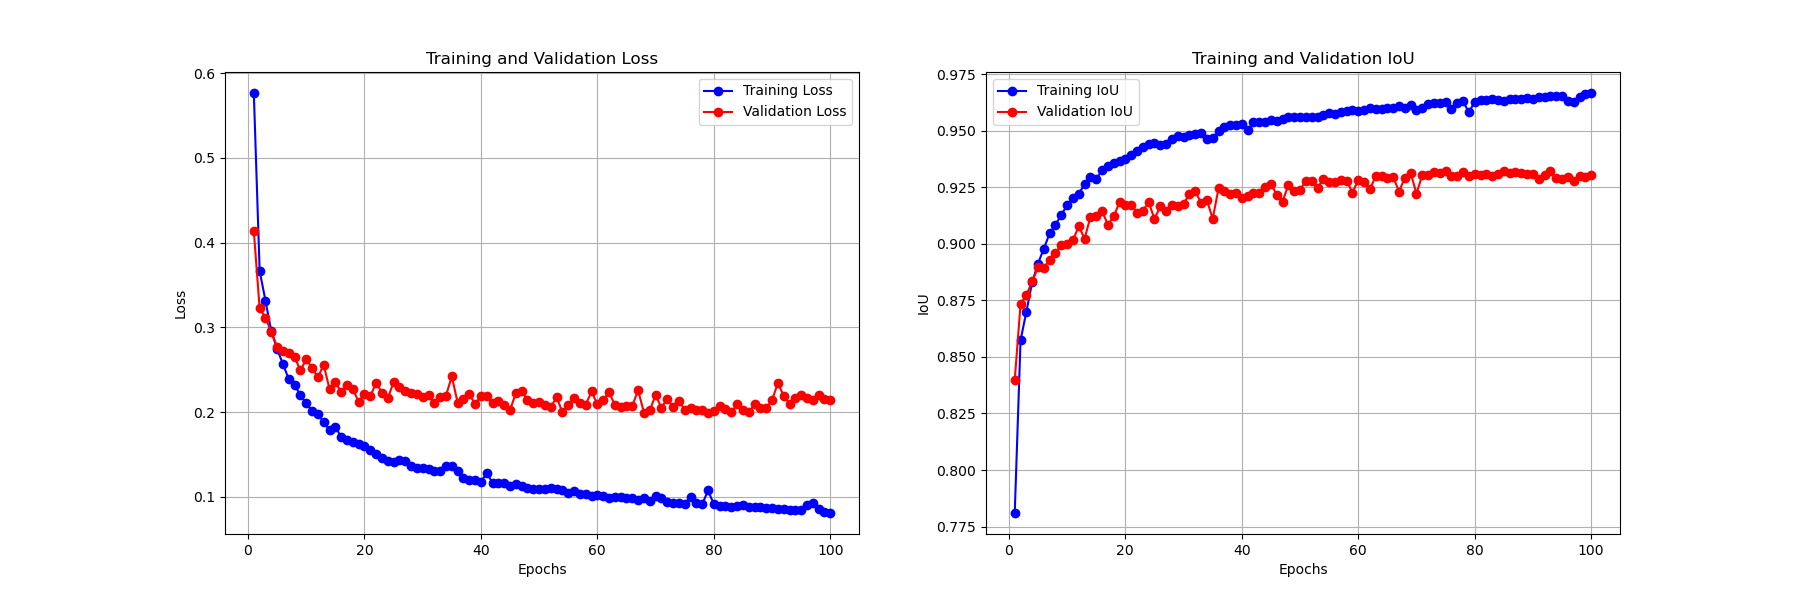 Training and Validation Loss
Training Loss
Validation Loss
0.6
0.5
0.4
0.3
0.2
0.1
Loss
0 20 40 60 80 100
Epochs
Training and Validation IoU
Training IoU
Validation IoU
0.975
0.950
0.925
0.900
0.875
0.850
0.825
0.800
0.775
IoU
0 20 40 60 80 100
Epochs